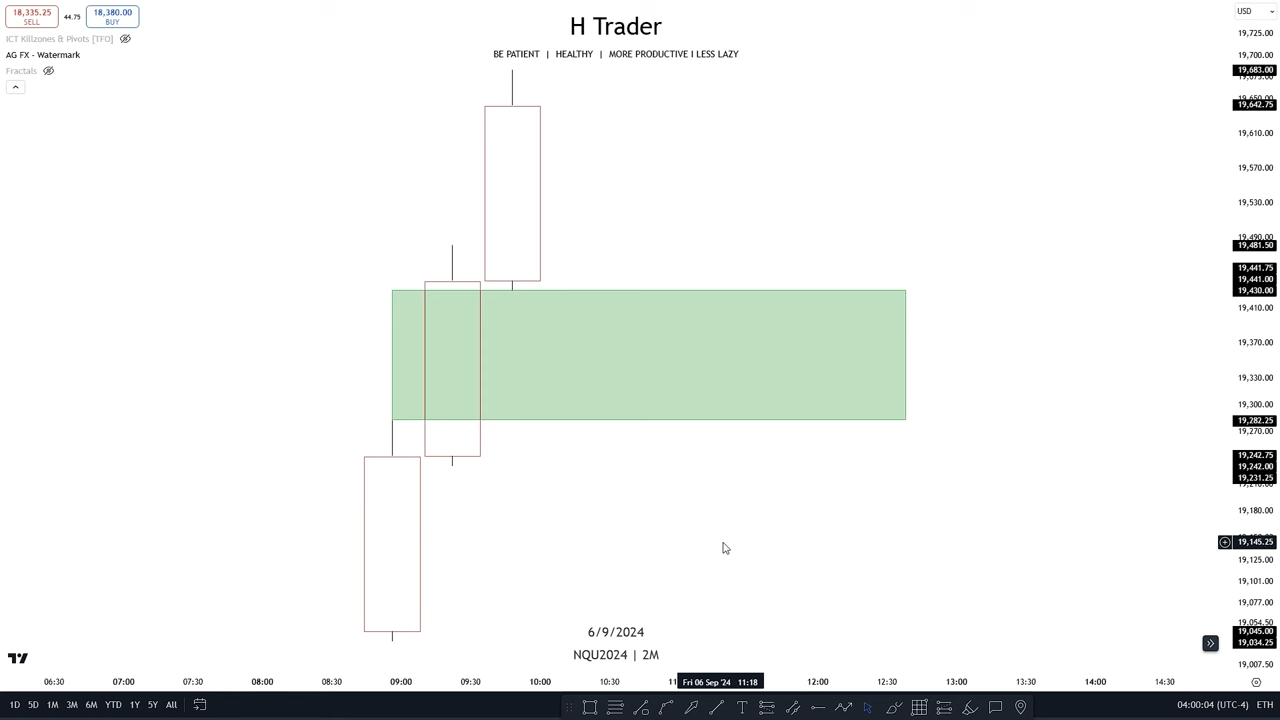 18,335.25
SELL
44.75
18,380.00
BUY
ICT Killzones & Pivots [TFO]
AG FX - Watermark
Fractals
H Trader
BE PATIENT | HEALTHY | MORE PRODUCTIVE I LESS LAZY
USD
19,725.00
19,700.00
19,683.00
19,642.75
19,610.00
19,570.00
19,530.00
19,490.00
19,481.50
19,441.75
19,441.00
19,430.00
19,410.00
19,370.00
19,330.00
19,300.00
19,282.25
19,270.00
19,242.75
19,242.00
19,231.25
19,180.00
19,145.25
19,125.00
19,101.00
19,077.00
19,054.50
19,045.00
19,034.25
19,007.50
6/9/2024
NQU2024 | 2M
06:30 07:00 07:30 08:00 08:30 09:00 09:30 10:00 10:30 11 Fri 06 Sep '24 11:18 12:00 12:30 13:00 13:30 14:00 14:30
1D 5D 1M 3M 6M YTD 1Y 5Y All
04:00:04 (UTC-4) ETH